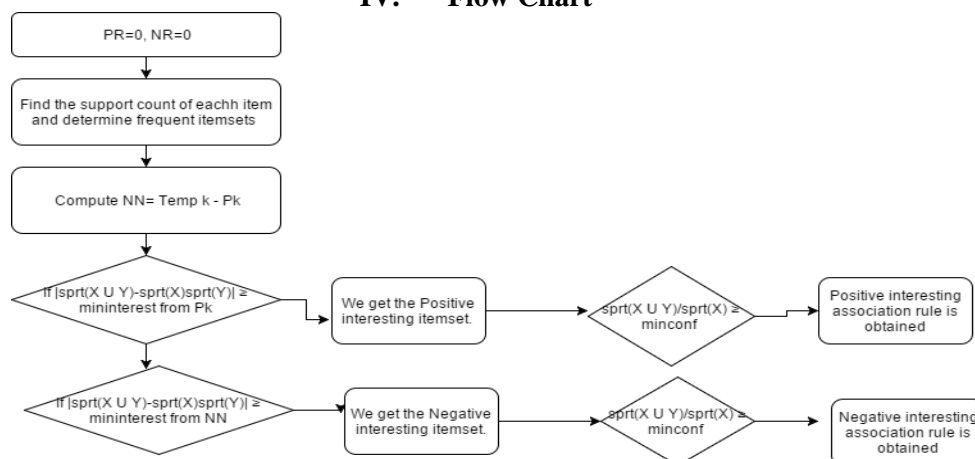 IV. Flow Chart
PR=0, NR=0
Find the support count of eachh item
and determine frequent itemsets
Compute NN= Temp k - Pk
If |sprt(X U Y)-sprt(X)sprt(Y)| ≥
mininterest from Pk
We get the Positive
interesting itemset.
sprt(X U Y)/sprt(X) ≥
minconf
Positive interesting
association rule is
obtained
If |sprt(X U Y)-sprt(X)sprt(Y)| ≥
mininterest from NN
We get the Negative
interesting itemset.
sprt(X U Y)/sprt(X) ≥
minconf
Negative interesting
association rule is
obtained